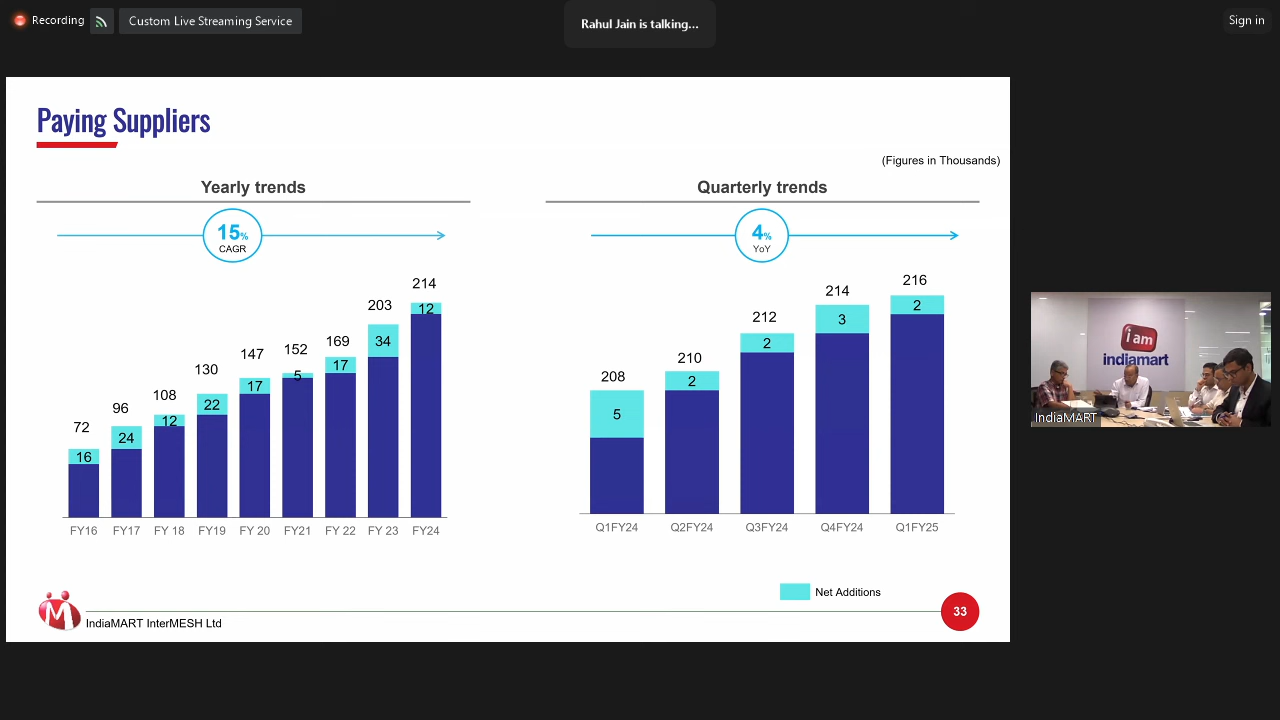 Recording
Custom Live Streaming Service
Rahul Jain is talking...
Sign in
Paying Suppliers
(Figures in Thousands)
Yearly trends
15%
CAGR
72
96
108
130
147
152
169
203
214
16
24
12
22
17
5
17
34
12
FY16 FY17 FY 18 FY19 FY 20 FY21 FY 22 FY 23 FY24
Quarterly trends
4%
YoY
208
210
212
214
216
5
2
2
3
2
Q1FY24 Q2FY24 Q3FY24 Q4FY24 Q1FY25
Net Additions
IndiaMART InterMESH Ltd
33
i am
indiamart
IndiaMART